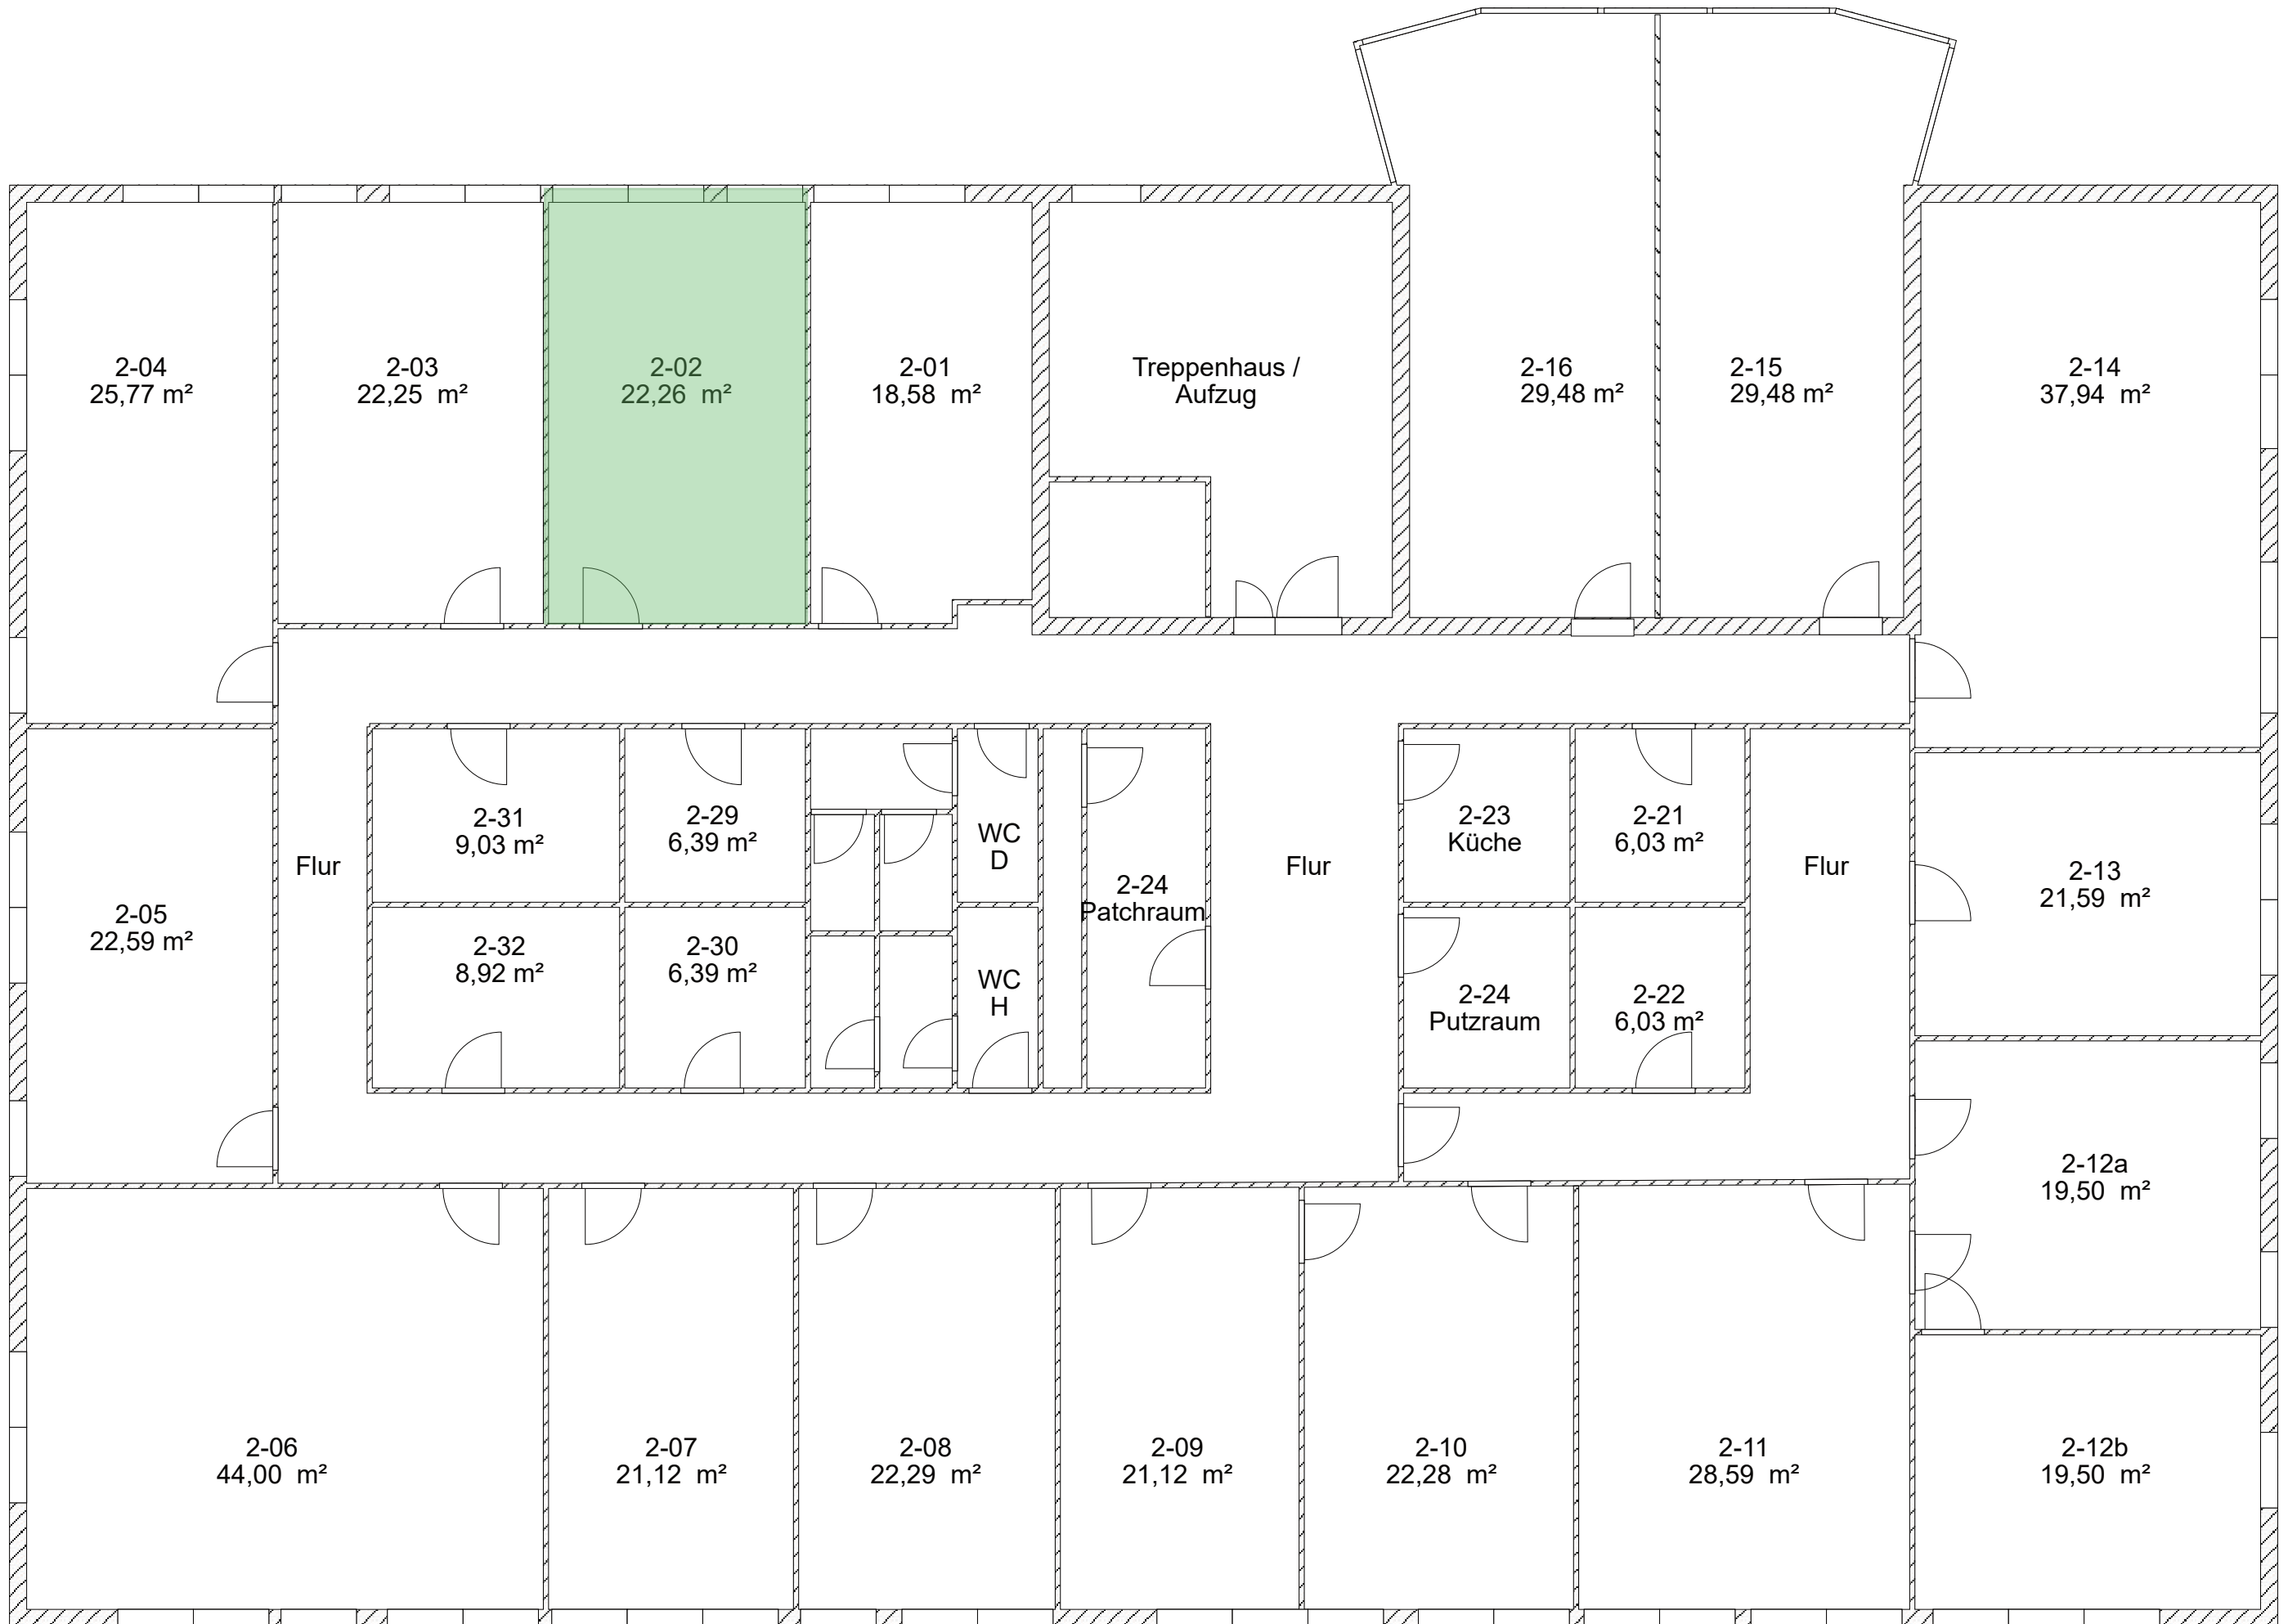 2-04
25,77 m²
2-03
22,25 m²
2-02
22,26 m²
2-01
18,58 m²
Treppenhaus /
Aufzug
2-16
29,48 m²
2-15
29,48 m²
2-14
37,94 m²
2-31
9,03 m²
2-29
6,39 m²
WC
D
2-23
Küche
2-21
6,03 m²
Flur
Flur
Flur
2-24
Patchraum
2-13
21,59 m²
2-05
22,59 m²
2-32
8,92 m²
2-30
6,39 m²
WC
H
2-24
Putzraum
2-22
6,03 m²
2-12a
19,50 m²
2-06
44,00 m²
2-07
21,12 m²
2-08
22,29 m²
2-09
21,12 m²
2-10
22,28 m²
2-11
28,59 m²
2-12b
19,50 m²